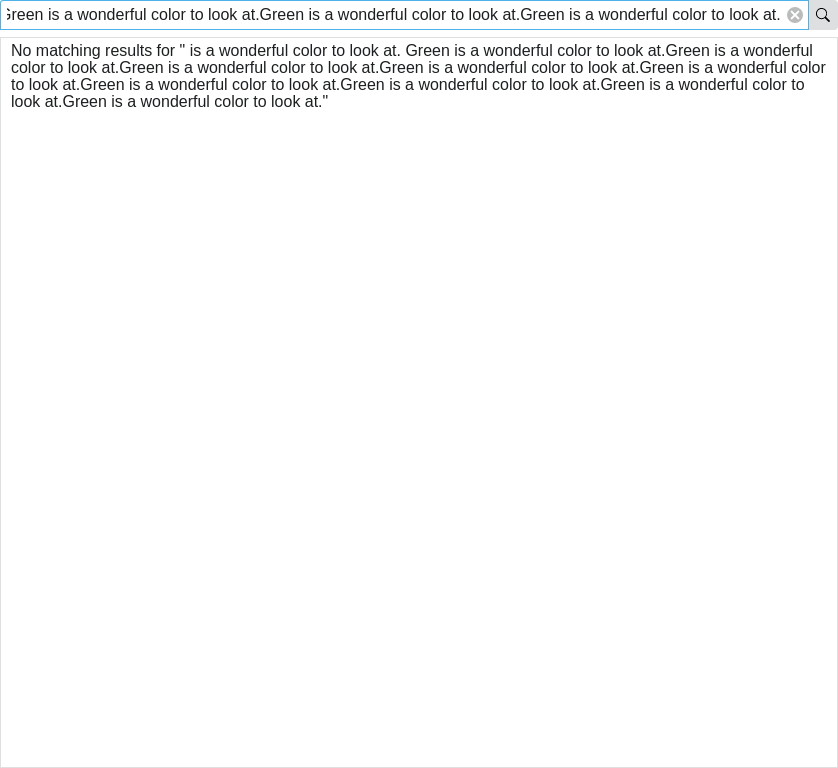 Green is a wonderful color to look at.Green is a wonderful color to look at.Green is a wonderful color to look at.
No matching results for " is a wonderful color to look at. Green is a wonderful color to look at.Green is a wonderful
color to look at.Green is a wonderful color to look at.Green is a wonderful color to look at.Green is a wonderful color
to look at.Green is a wonderful color to look at.Green is a wonderful color to look at.Green is a wonderful color to
look at.Green is a wonderful color to look at."